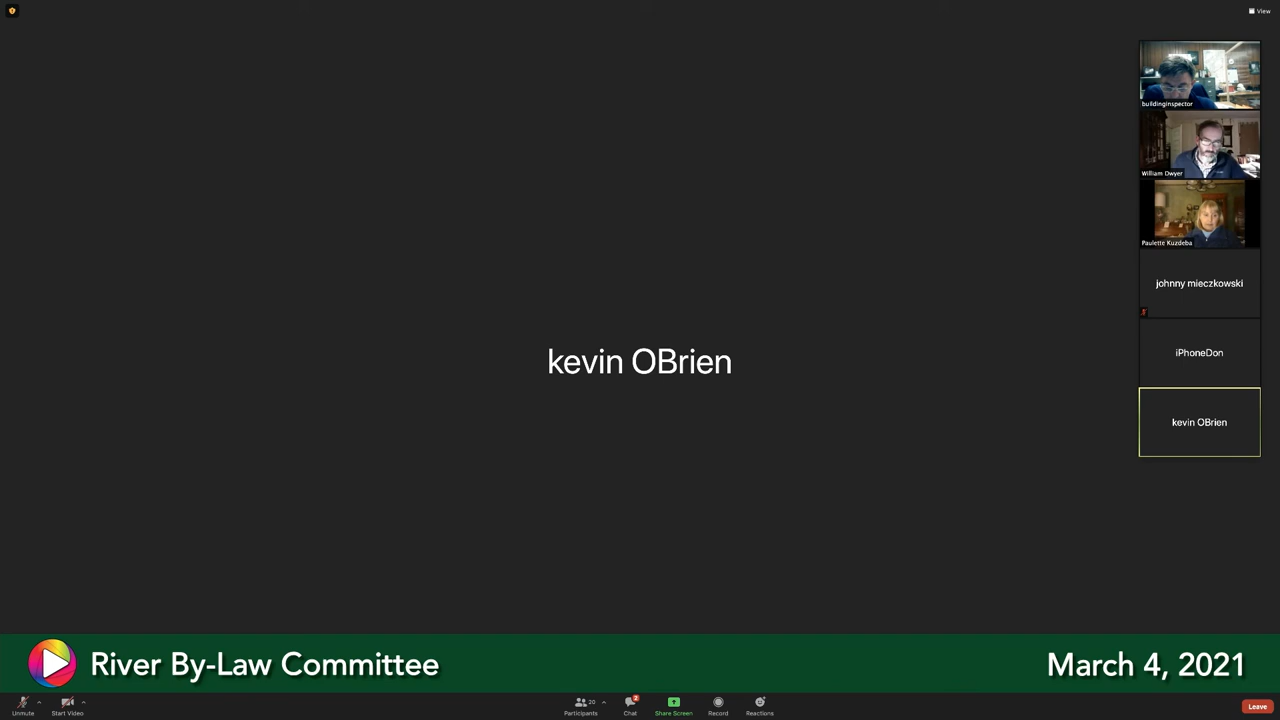 View
buildinginspector
William Dwyer
Paulette Kuzdeba
johnny mieczkowski
iPhoneDon
kevin OBrien
kevin OBrien
River By-Law Committee
March 4, 2021
Unmute
Start Video
20
Participants
2
Chat
Share Screen
Record
Reactions
Leave